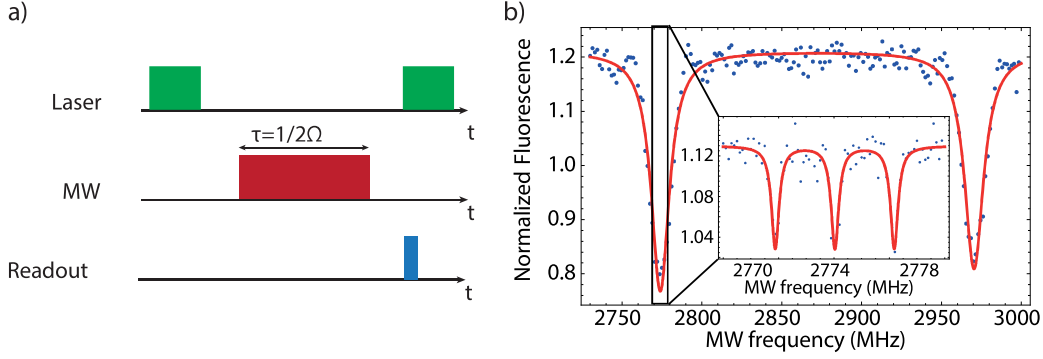 a)
Laser
t
τ=1/2Ω
MW
t
Readout
t
b)
Normalized Fluorescence
1.2
1.1
1.0
0.9
0.8
2750 2800 2850 2900 2950 3000
MW frequency (MHz)
1.12
1.08
1.04
2770 2774 2778
MW frequency (MHz)